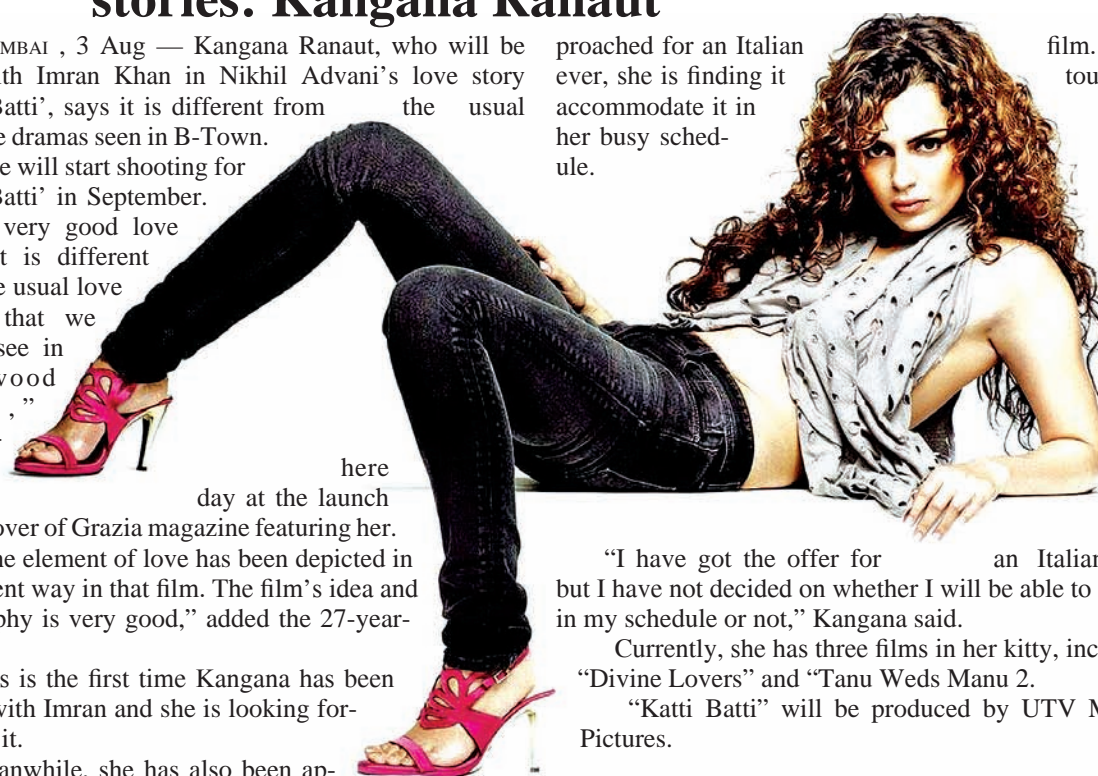 stories: Kangana Ranaut
MBAI , 3 Aug — Kangana Ranaut, who will be
th Imran Khan in Nikhil Advani’s love story
Batti’, says it is different from the usual
e dramas seen in B-Town.
e will start shooting for
Batti’ in September.
very good love
t is different
e usual love
that we
see in
wood
,”
here
day at the launch
over of Grazia magazine featuring her.
ne element of love has been depicted in
ent way in that film. The film’s idea and
phy is very good,” added the 27-year-
s is the first time Kangana has been
with Imran and she is looking for-
it.
anwhile, she has also been ap-
proached for an Italian film.
ever, she is finding it tou
accommodate it in
her busy sched-
ule.
“I have got the offer for an Italian
but I have not decided on whether I will be able to
in my schedule or not,” Kangana said.
Currently, she has three films in her kitty, inc
“Divine Lovers” and “Tanu Weds Manu 2.
“Katti Batti” will be produced by UTV M
Pictures.